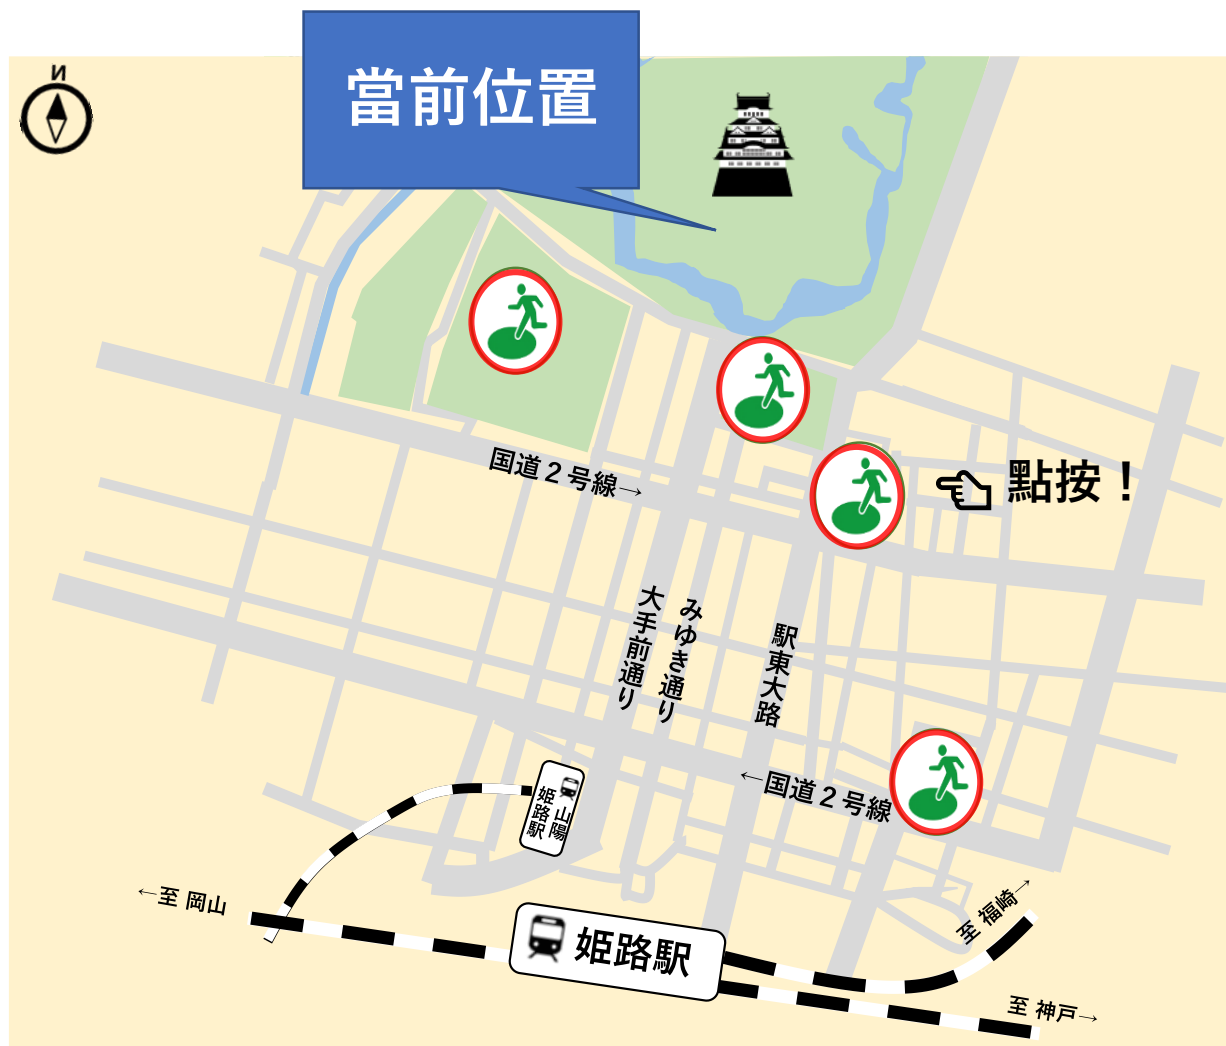 N
當前位置
点按！
国道２号線→
大手前通り
みゆき通り
駅東大路
←国道２号線
山陽
姫路駅
←至 岡山
姫路駅
至 福崎→
至 神戸→